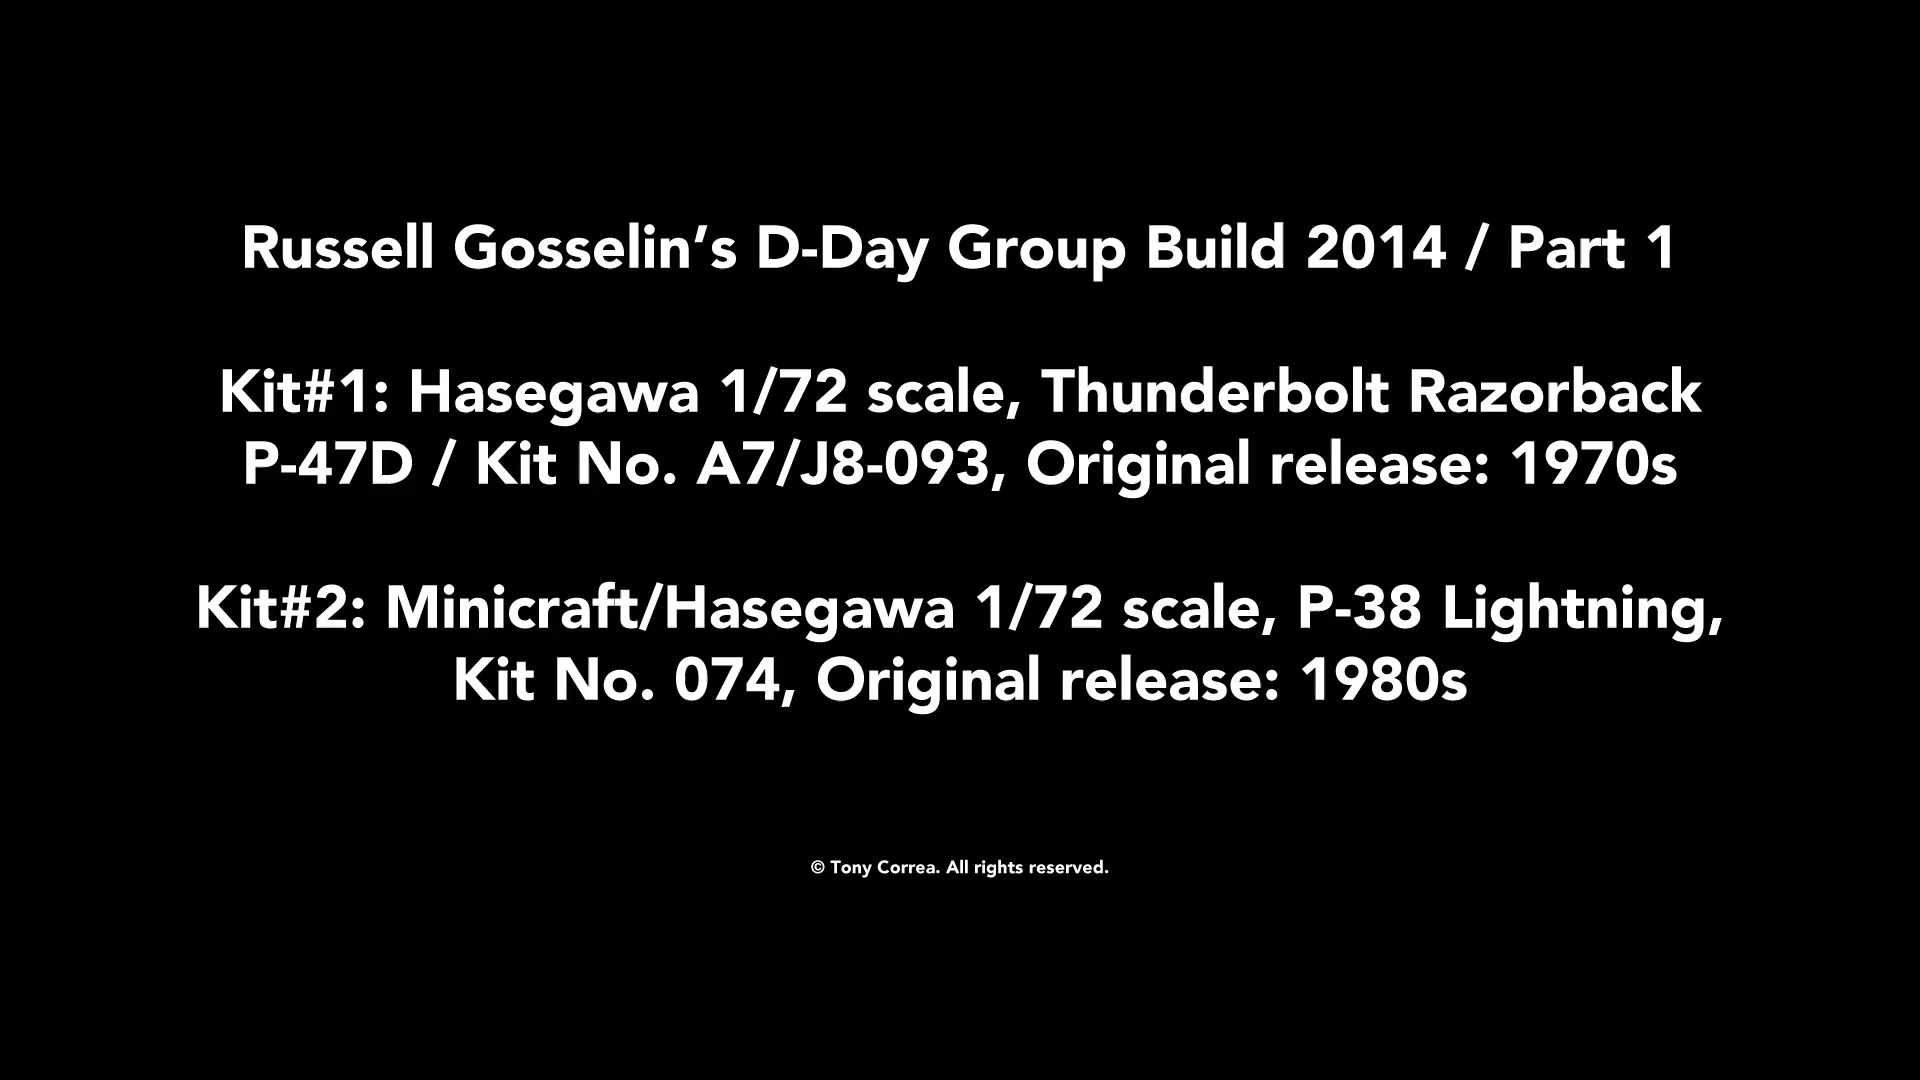 Russell Gosselin’s D-Day Group Build 2014 / Part 1
Kit#1: Hasegawa 1/72 scale, Thunderbolt Razorback
P-47D / Kit No. A7/J8-093, Original release: 1970s
Kit#2: Minicraft/Hasegawa 1/72 scale, P-38 Lightning,
Kit No. 074, Original release: 1980s
© Tony Correa. All rights reserved.